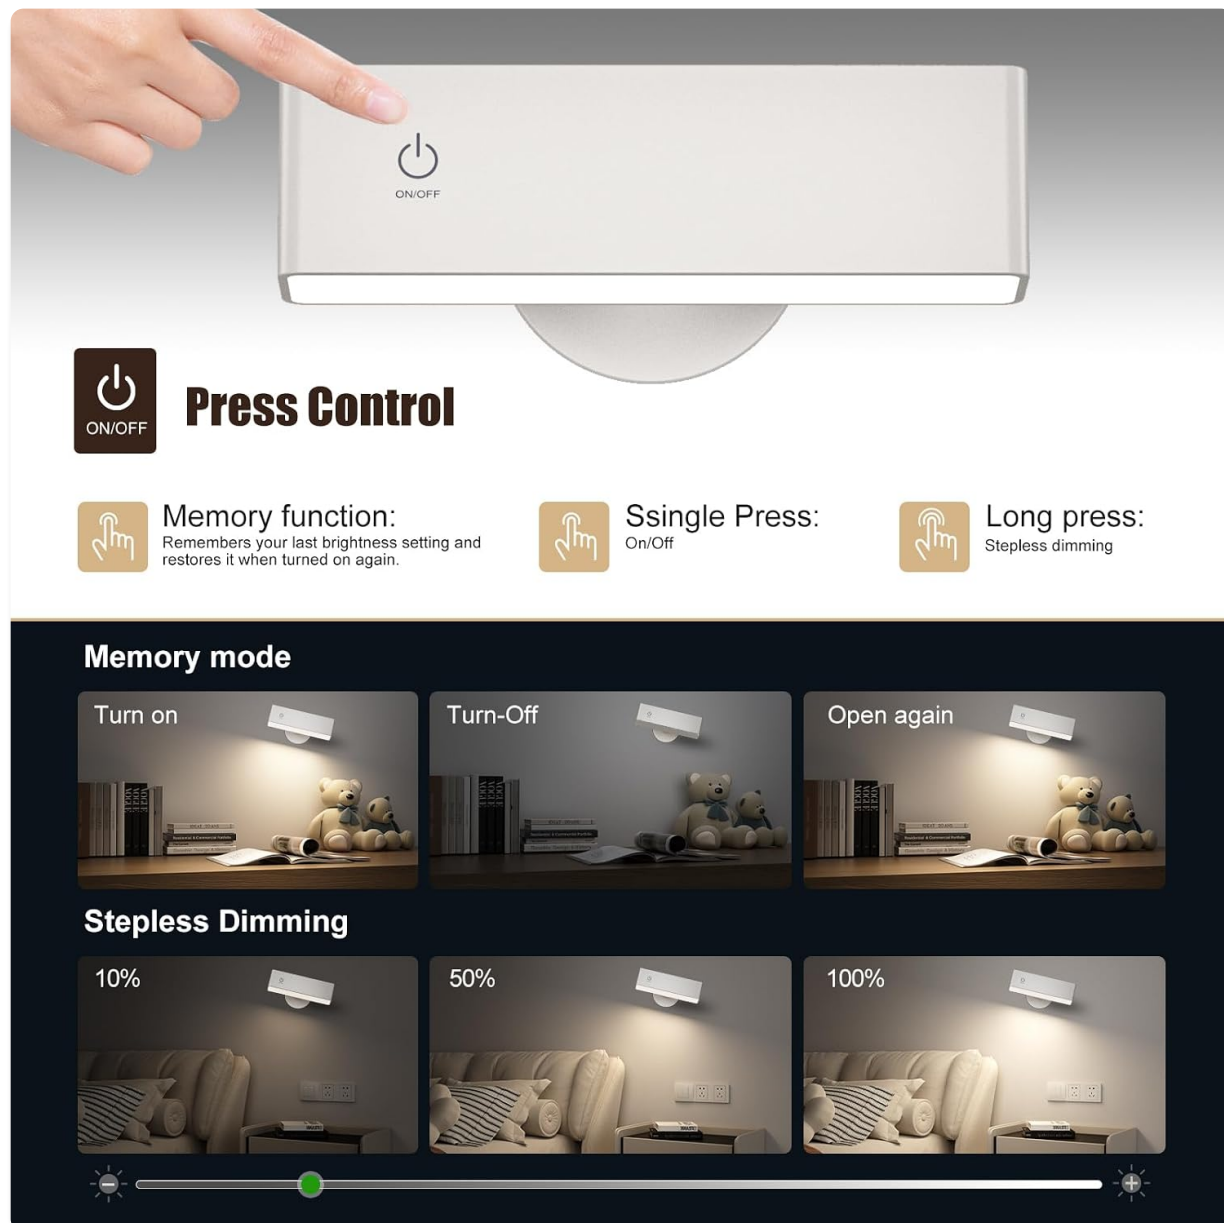 ON/OFF
ON/OFF
Press Control
Memory function:
Remembers your last brightness setting and
restores it when turned on again.
Ssingle Press:
On/Off
Long press:
Stepless dimming
Memory mode
Turn on
Turn-Off
Open again
Stepless Dimming
10%
50%
100%